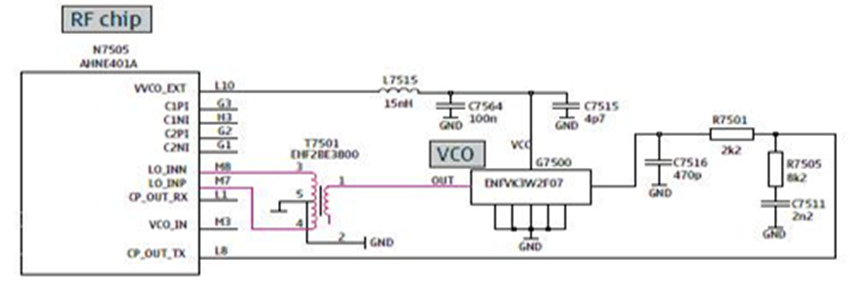 RF chip
N7505
AHNE401A
VVCO_EXT L10
C1PI G3
C1NI H3
C2PI G2
C2NI G1
LO_INN M8
LO_INP M7
CP_OUT_RX L1
VCO_IN M3
CP_OUT_TX L8
L7515
15nH
C7564
100n
GND
C7515
4p7
GND
T7501
EHF2BE3800
3
1
5
4
2
GND
VCO
VCC
G7500
OUT
ENFVK3W2F07
GND
C7516
470p
GND
R7501
2k2
R7505
8k2
C7511
2n2
GND